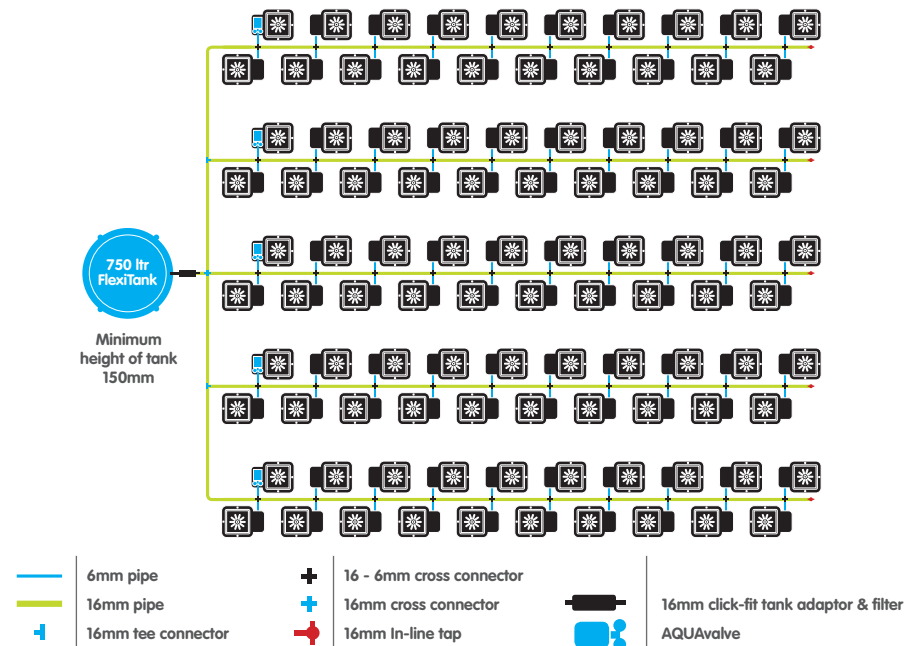 750 ltr
FlexiTank
Minimum
height of tank
150mm
6mm pipe
16mm pipe
16mm tee connector
16 - 6mm cross connector
16mm cross connector
16mm In-line tap
16mm click-fit tank adaptor & filter
AQUAvalve